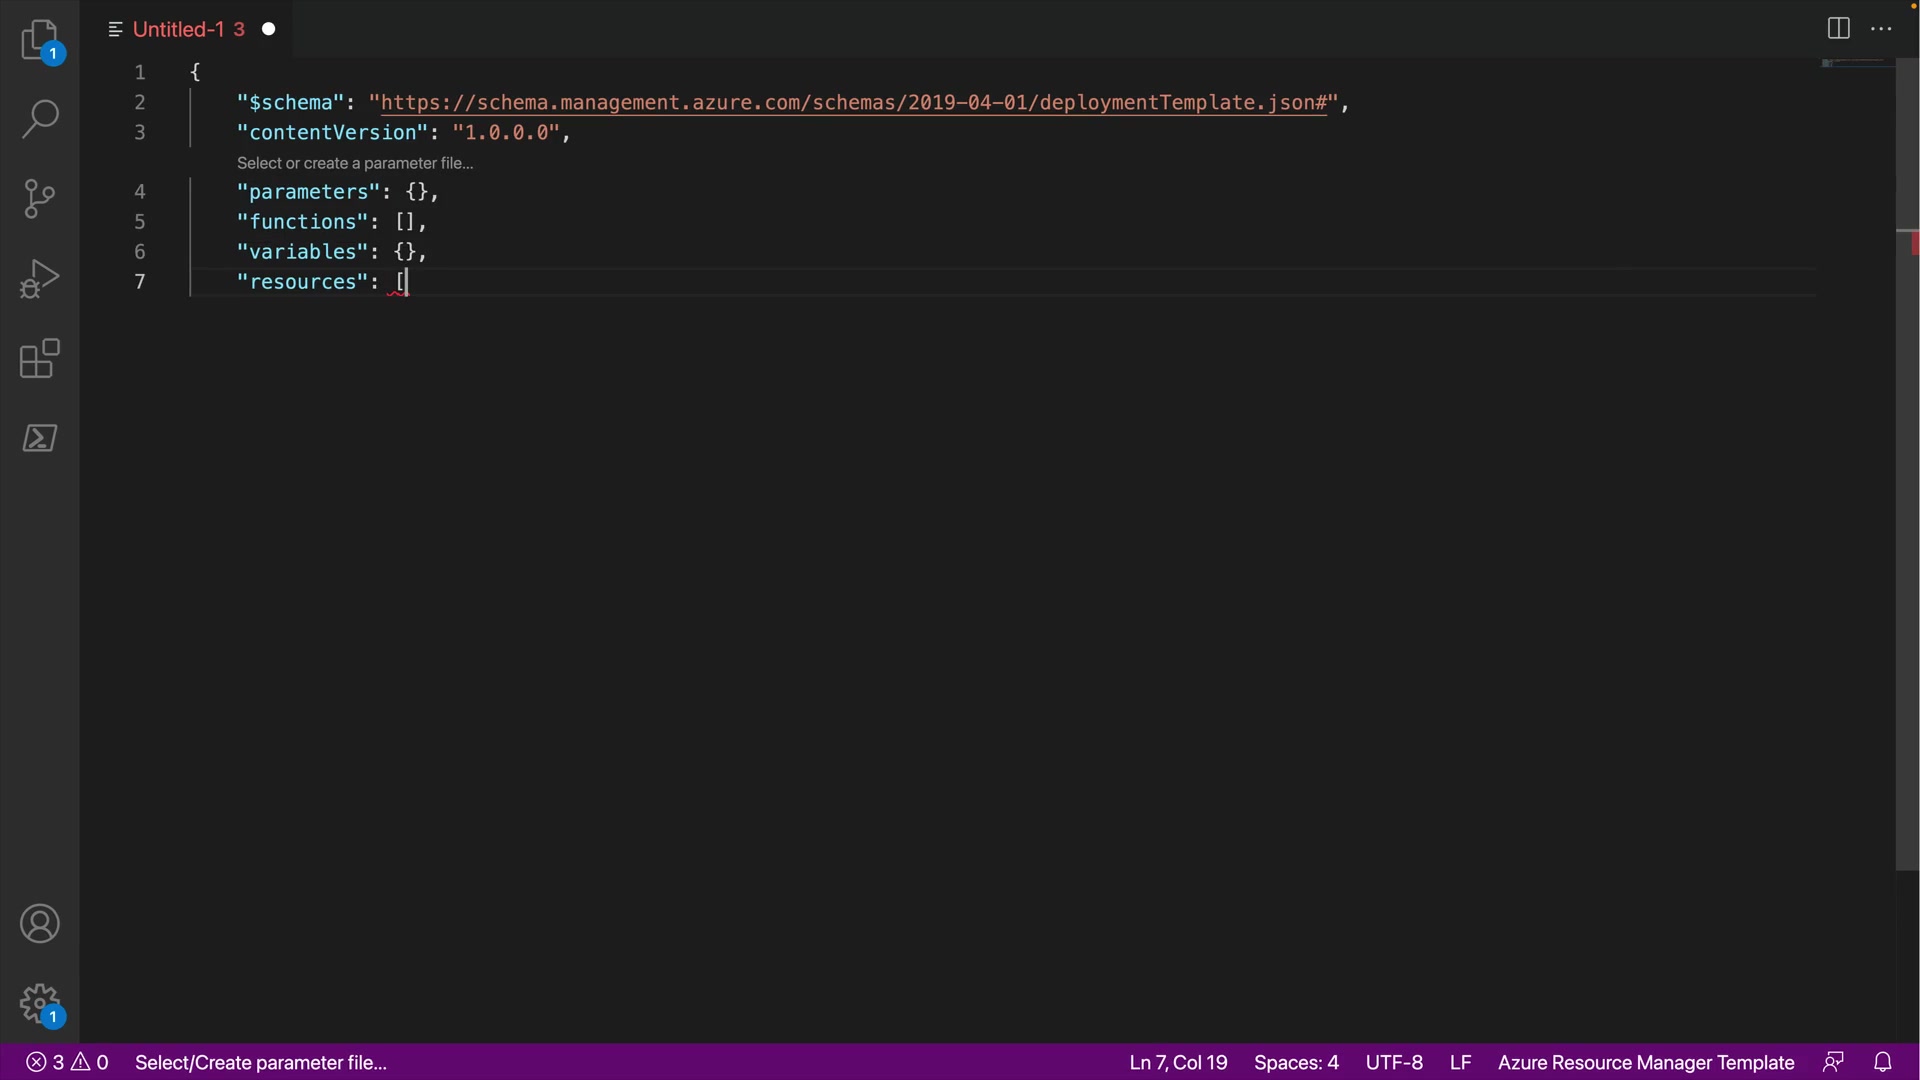 Untitled-1 3
1 {
2 "$schema": "https://schema.management.azure.com/schemas/2019-04-01/deploymentTemplate.json#",
3 "contentVersion": "1.0.0.0",
Select or create a parameter file...
4 "parameters": {},
5 "functions": [],
6 "variables": {},
7 "resources": [
1
1
3 0 Select/Create parameter file... Ln 7, Col 19 Spaces: 4 UTF-8 LF Azure Resource Manager Template